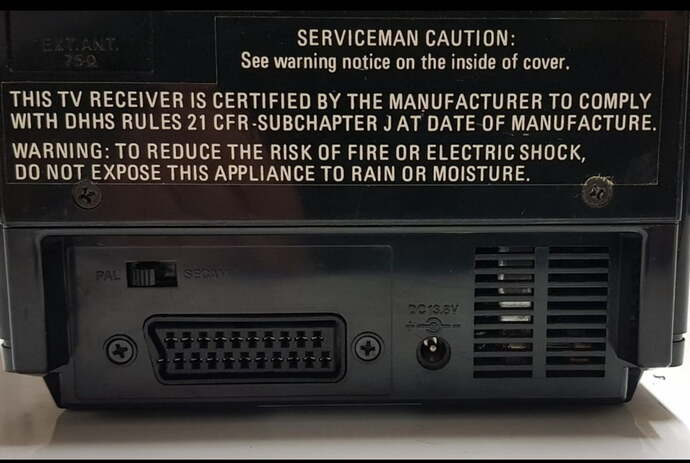 EXT.ANT.
75Ω
SERVICEMAN CAUTION:
See warning notice on the inside of cover.
THIS TV RECEIVER IS CERTIFIED BY THE MANUFACTURER TO COMPLY
WITH DHHS RULES 21 CFR-SUBCHAPTER J AT DATE OF MANUFACTURE.
WARNING: TO REDUCE THE RISK OF FIRE OR ELECTRIC SHOCK,
DO NOT EXPOSE THIS APPLIANCE TO RAIN OR MOISTURE.
PAL SECAM
DC13.8V